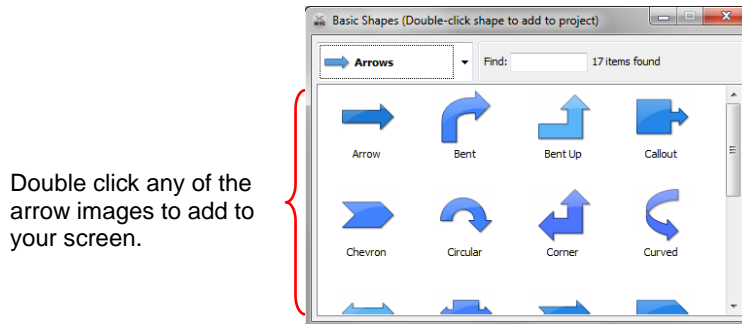 Basic Shapes (Double-click shape to add to project)
Arrows Find: 17 items found
Arrow Bent Bent Up Callout
Double click any of the
arrow images to add to
your screen.
Chevron Circular Corner Curved